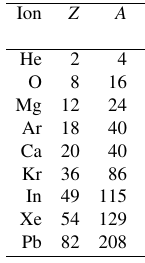 Ion Z A
He 2 4
O 8 16
Mg 12 24
Ar 18 40
Ca 20 40
Kr 36 86
In 49 115
Xe 54 129
Pb 82 208